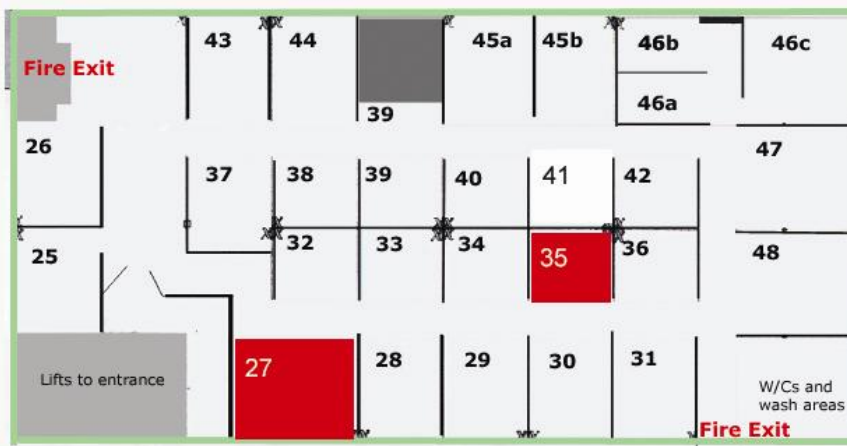 43
44
45a
45b
46b
46c
Fire Exit
46a
39
26
47
37
38
39
40
41
42
25
32
33
34
35
36
48
27
28
29
30
31
Lifts to entrance
W/Cs and
wash areas
Fire Exit